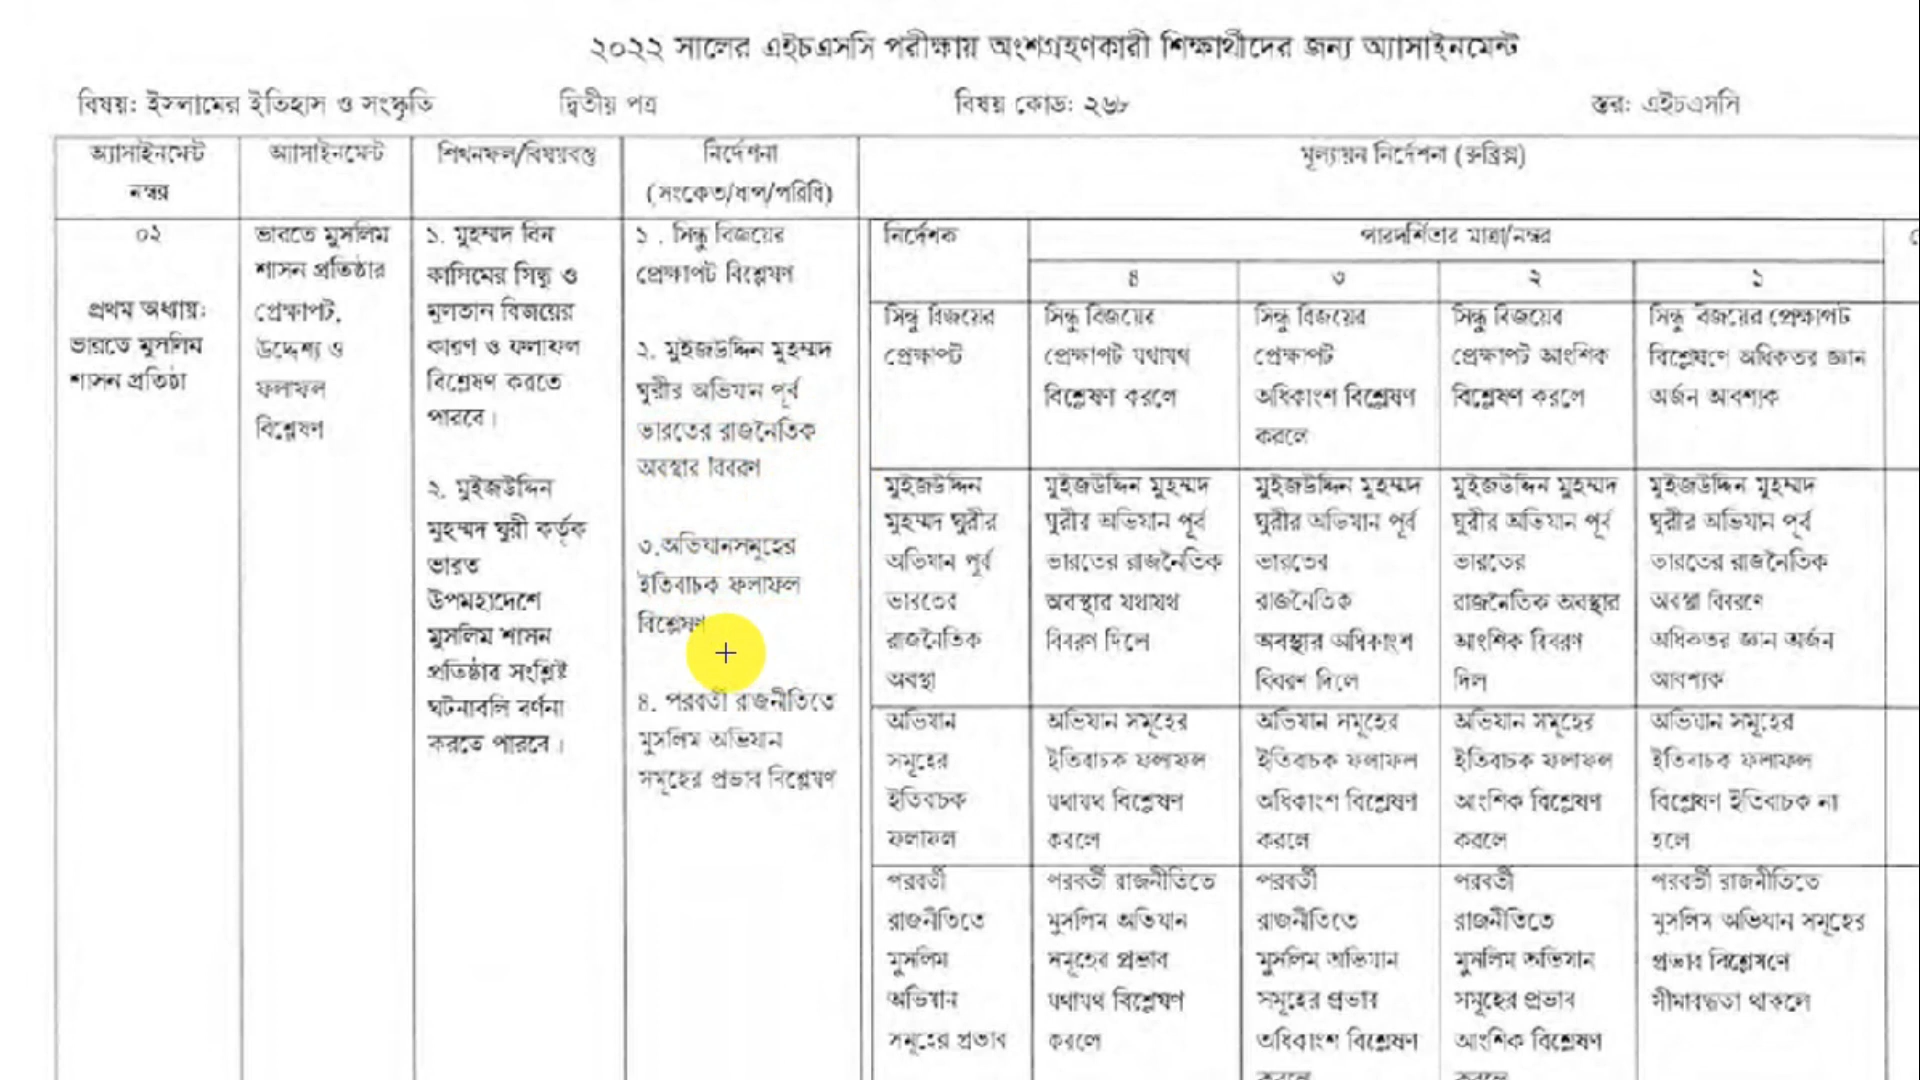 ২০২২ সালের এইচএসসি পরীক্ষায় অংশগ্রহণকারী শিক্ষার্থীদের জন্য অ্যাসাইনমেন্ট
বিষয়: ইসলামের ইতিহাস ও সংস্কৃতি দ্বিতীয় পত্র বিষয় কোড: ২৬৮ স্তর: এইচএসসি
অ্যাসাইনমেন্ট
নম্বর
অ্যাসাইনমেন্ট
শিখনফল/বিষয়বস্তু
নির্দেশনা
(সংকেত/ধাপ/পরিধি)
মূল্যায়ন নির্দেশনা (রুব্রিক্স)
০২
প্রথম অধ্যায়:
ভারতে মুসলিম
শাসন প্রতিষ্ঠা
ভারতে মুসলিম
শাসন প্রতিষ্ঠার
প্রেক্ষাপট,
উদ্দেশ্য ও
ফলাফল
বিশ্লেষণ
১. মুহম্মদ বিন
কাসিমের সিন্ধু ও
মূলতান বিজয়ের
কারণ ও ফলাফল
বিশ্লেষণ করতে
পারবে।
২. মুইজউদ্দিন
মুহম্মদ ঘুরী কর্তৃক
ভারত
উপমহাদেশে
মুসলিম শাসন
প্রতিষ্ঠার সংশ্লিষ্ট
ঘটনাবলি বর্ণনা
করতে পারবে।
১ . সিন্ধু বিজয়ের
প্রেক্ষাপট বিশ্লেষণ
২. মুইজউদ্দিন মুহম্মদ
ঘুরীর অভিযান পূর্ব
ভারতের রাজনৈতিক
অবস্থার বিবরণ
৩.অভিযানসমূহের
ইতিবাচক ফলাফল
বিশ্লেষণ
৪. পরবর্তী রাজনীতিতে
মুসলিম অভিযান
সমূহের প্রভাব বিশ্লেষণ
নির্দেশক
পারদর্শিতার মাত্রা/নম্বর
৪ ৩ ২ ১
সিন্ধু বিজয়ের
প্রেক্ষাপট
সিন্ধু বিজয়ের
প্রেক্ষাপট যথাযথ
বিশ্লেষণ করলে
সিন্ধু বিজয়ের
প্রেক্ষাপট
অধিকাংশ বিশ্লেষণ
করলে
সিন্ধু বিজয়ের
প্রেক্ষাপট আংশিক
বিশ্লেষণ করলে
সিন্ধু বিজয়ের প্রেক্ষাপট
বিশ্লেষণে অধিকতর জ্ঞান
অর্জন আবশ্যক
মুইজউদ্দিন
মুহম্মদ ঘুরীর
অভিযান পূর্ব
ভারতের
রাজনৈতিক
অবস্থা
মুইজউদ্দিন মুহম্মদ
ঘুরীর অভিযান পূর্ব
ভারতের রাজনৈতিক
অবস্থার যথাযথ
বিবরণ দিলে
মুইজউদ্দিন মুহম্মদ
ঘুরীর অভিযান পূর্ব
ভারতের
রাজনৈতিক
অবস্থার অধিকাংশ
বিবরণ দিলে
মুইজউদ্দিন মুহম্মদ
ঘুরীর অভিযান পূর্ব
ভারতের
রাজনৈতিক অবস্থার
আংশিক বিবরণ
দিল
মুইজউদ্দিন মুহম্মদ
ঘুরীর অভিযান পূর্ব
ভারতের রাজনৈতিক
অবস্থা বিবরণে
অধিকতর জ্ঞান অর্জন
আবশ্যক
অভিযান
সমূহের
ইতিবাচক
ফলাফল
অভিযান সমূহের
ইতিবাচক ফলাফল
যথাযথ বিশ্লেষণ
করলে
অভিযান সমূহের
ইতিবাচক ফলাফল
অধিকাংশ বিশ্লেষণ
করলে
অভিযান সমূহের
ইতিবাচক ফলাফল
আংশিক বিশ্লেষণ
করলে
অভিযান সমূহের
ইতিবাচক ফলাফল
বিশ্লেষণ ইতিবাচক না
হলে
পরবর্তী
রাজনীতিতে
মুসলিম
অভিযান
সমূহের প্রভাব
পরবর্তী রাজনীতিতে
মুসলিম অভিযান
সমূহের প্রভাব
যথাযথ বিশ্লেষণ
করলে
পরবর্তী
রাজনীতিতে
মুসলিম অভিযান
সমূহের প্রভাব
অধিকাংশ বিশ্লেষণ
পরবর্তী
রাজনীতিতে
মুসলিম অভিযান
সমূহের প্রভাব
আংশিক বিশ্লেষণ
পরবর্তী রাজনীতিতে
মুসলিম অভিযান সমূহের
প্রভাব বিশ্লেষণে
সীমাবদ্ধতা থাকলে